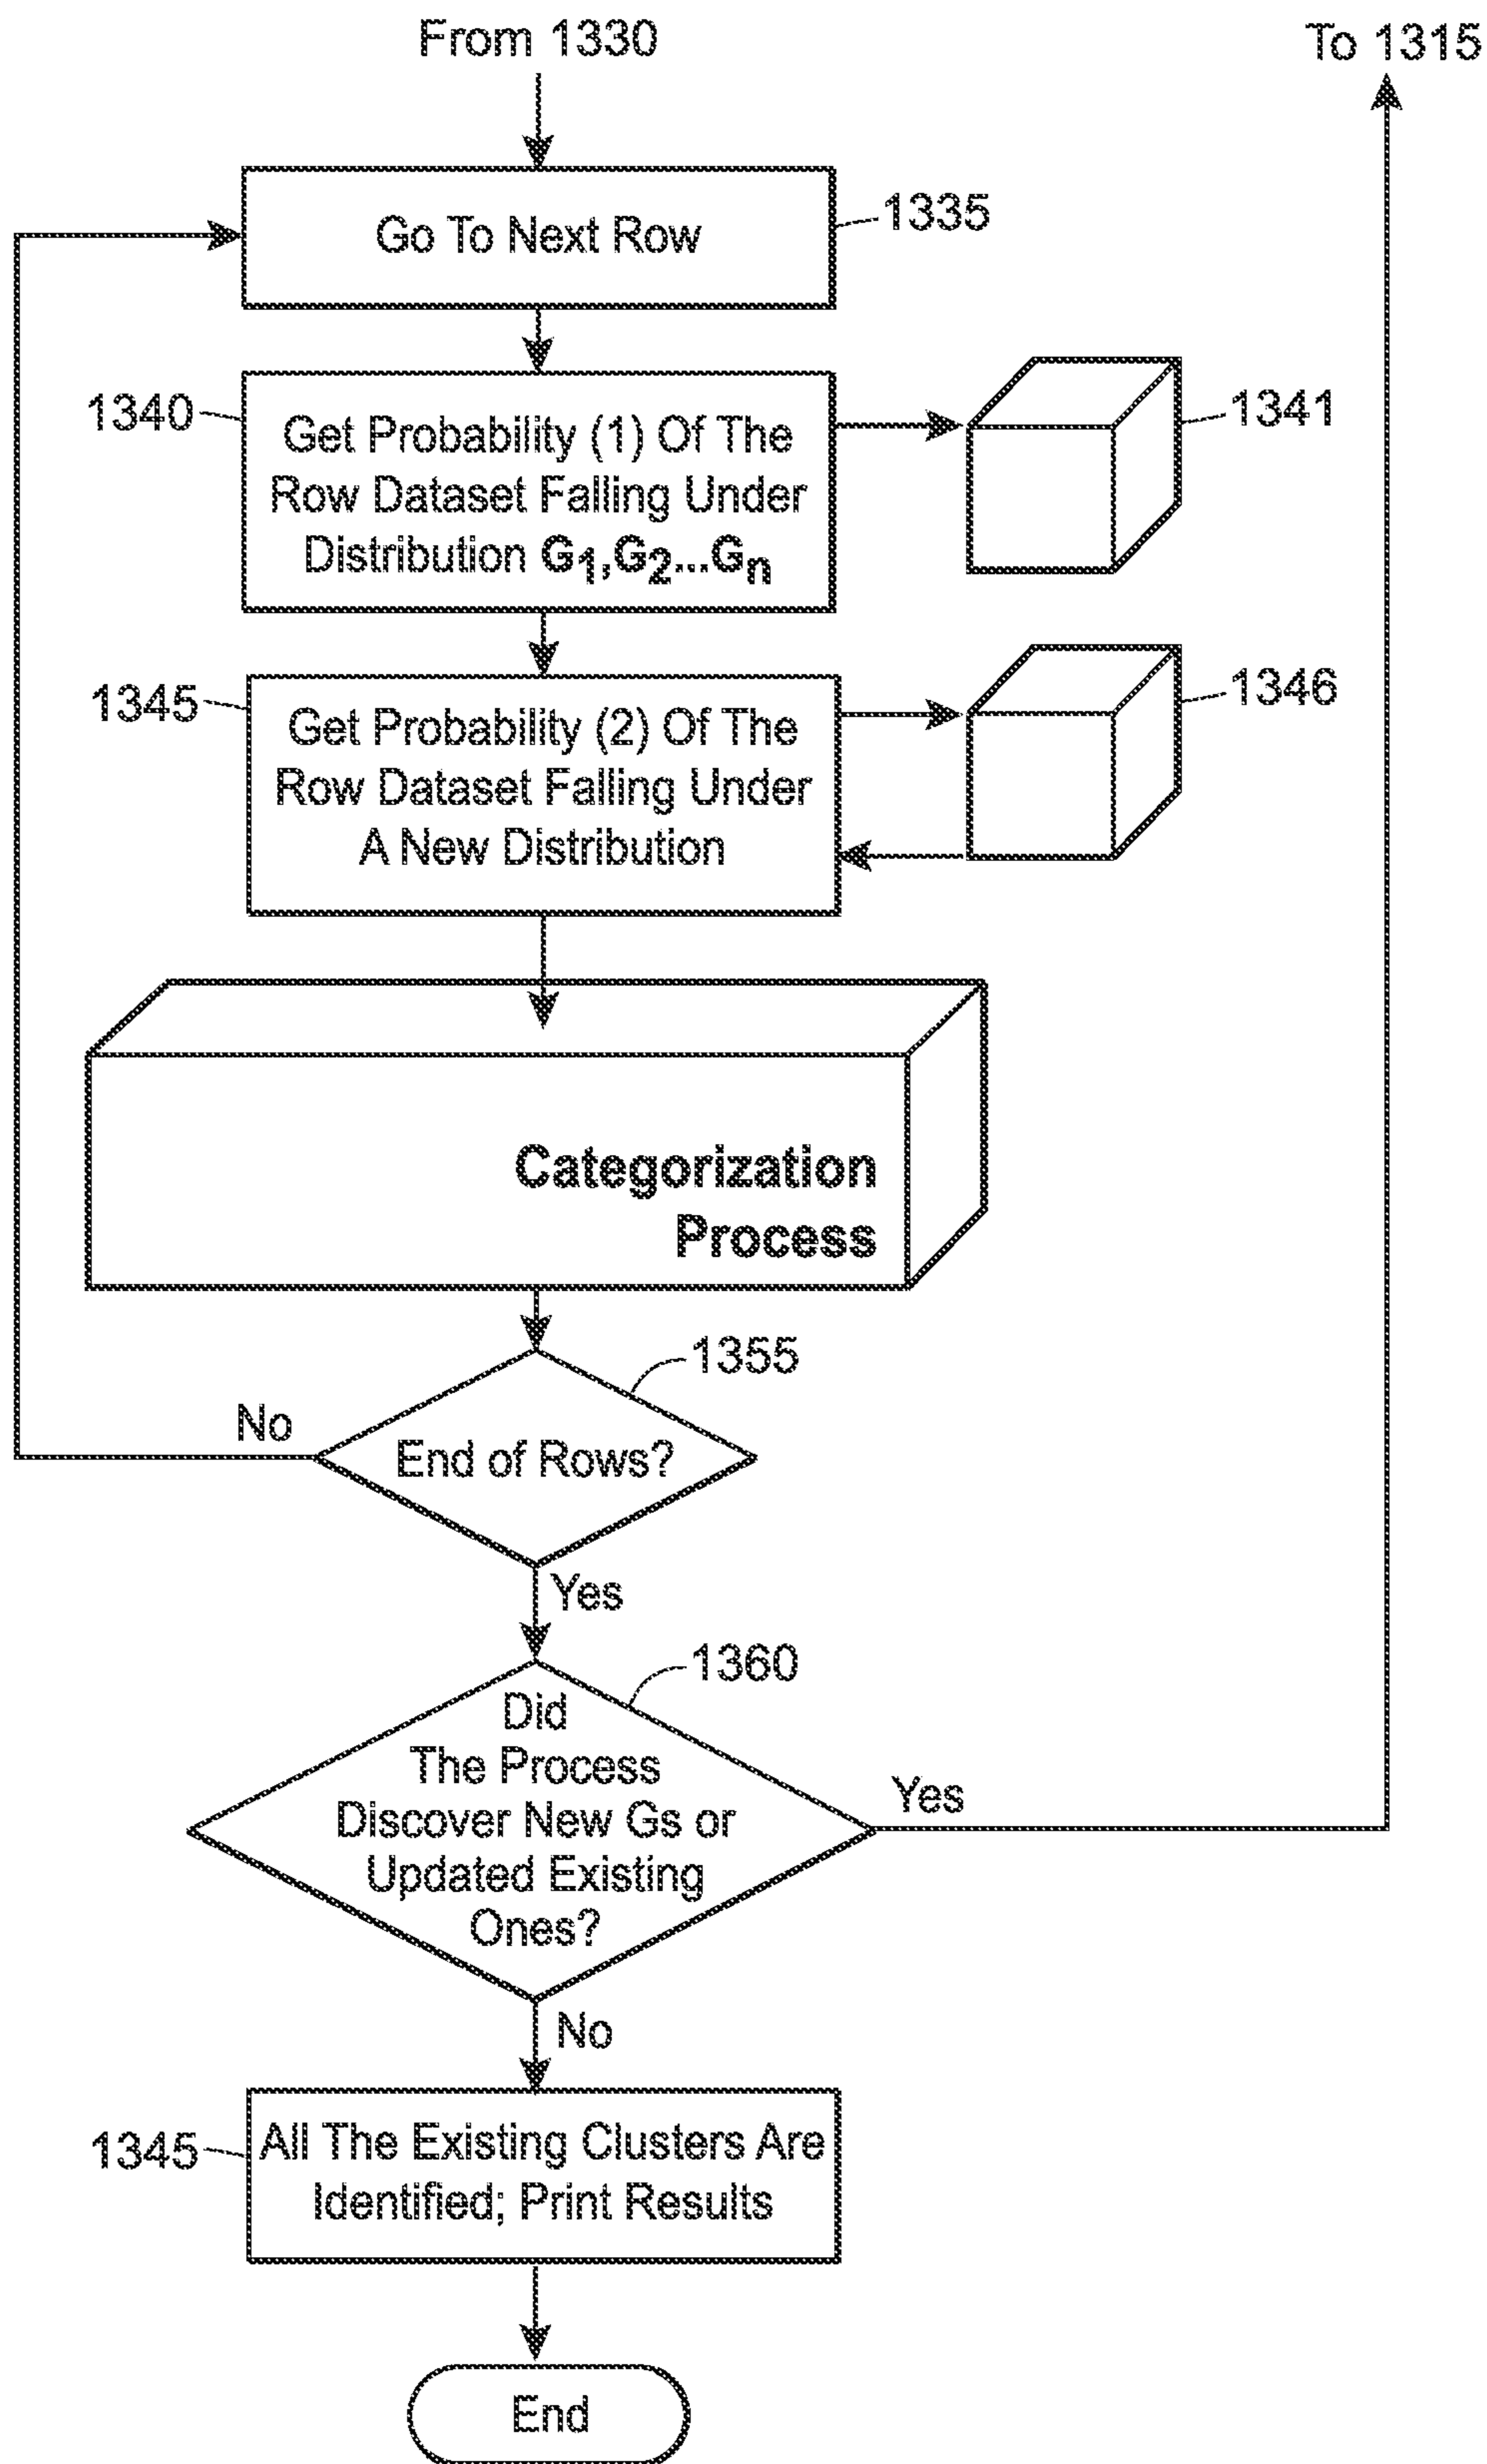 From 1330
To 1315
Go To Next Row
1335
1340
Get Probability (1) Of The
Row Dataset Falling Under
Distribution G1,G2...Gn
1341
1345
Get Probability (2) Of The
Row Dataset Falling Under
A New Distribution
1346
Categorization
Process
1355
No
End of Rows?
Yes
1360
Did
The Process
Discover New Gs or
Updated Existing
Ones?
Yes
No
1345
All The Existing Clusters Are
Identified; Print Results
End